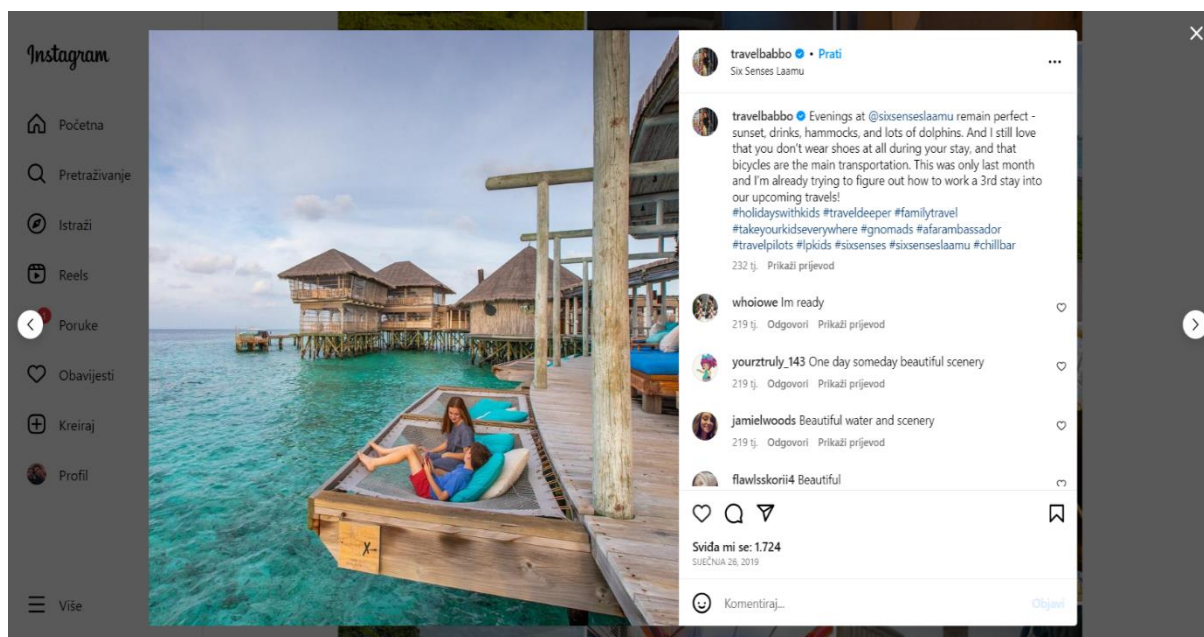 Instagram
Početna
Pretraživanje
Istraži
Reels
Poruke
Obavijesti
Kreiraj
Profil
Više
travelbabbo • Prati
Six Senses Laamu
travelbabbo Evenings at @sixsenseslaamu remain perfect -
sunset, drinks, hammocks, and lots of dolphins. And I still love
that you don't wear shoes at all during your stay, and that
bicycles are the main transportation. This was only last month
and I'm already trying to figure out how to work a 3rd stay into
our upcoming travels!
#holidayswithkids #traveldeeper #familytravel
#takeyourkidseverywhere #gnomads #afarambassador
#travelpilots #lpkids #sixsenses #sixsenseslaamu #chillbar
232 tj. Prikaži prijevod
whoiowe Im ready
219 tj. Odgovori Prikaži prijevod
yourztruly_143 One day someday beautiful scenery
219 tj. Odgovori Prikaži prijevod
jamielwoods Beautiful water and scenery
219 tj. Odgovori Prikaži prijevod
flawlsskorii4 Beautiful
Sviđa mi se: 1.724
SIJEČNJA 26, 2019
Komentiraj...
Objavi